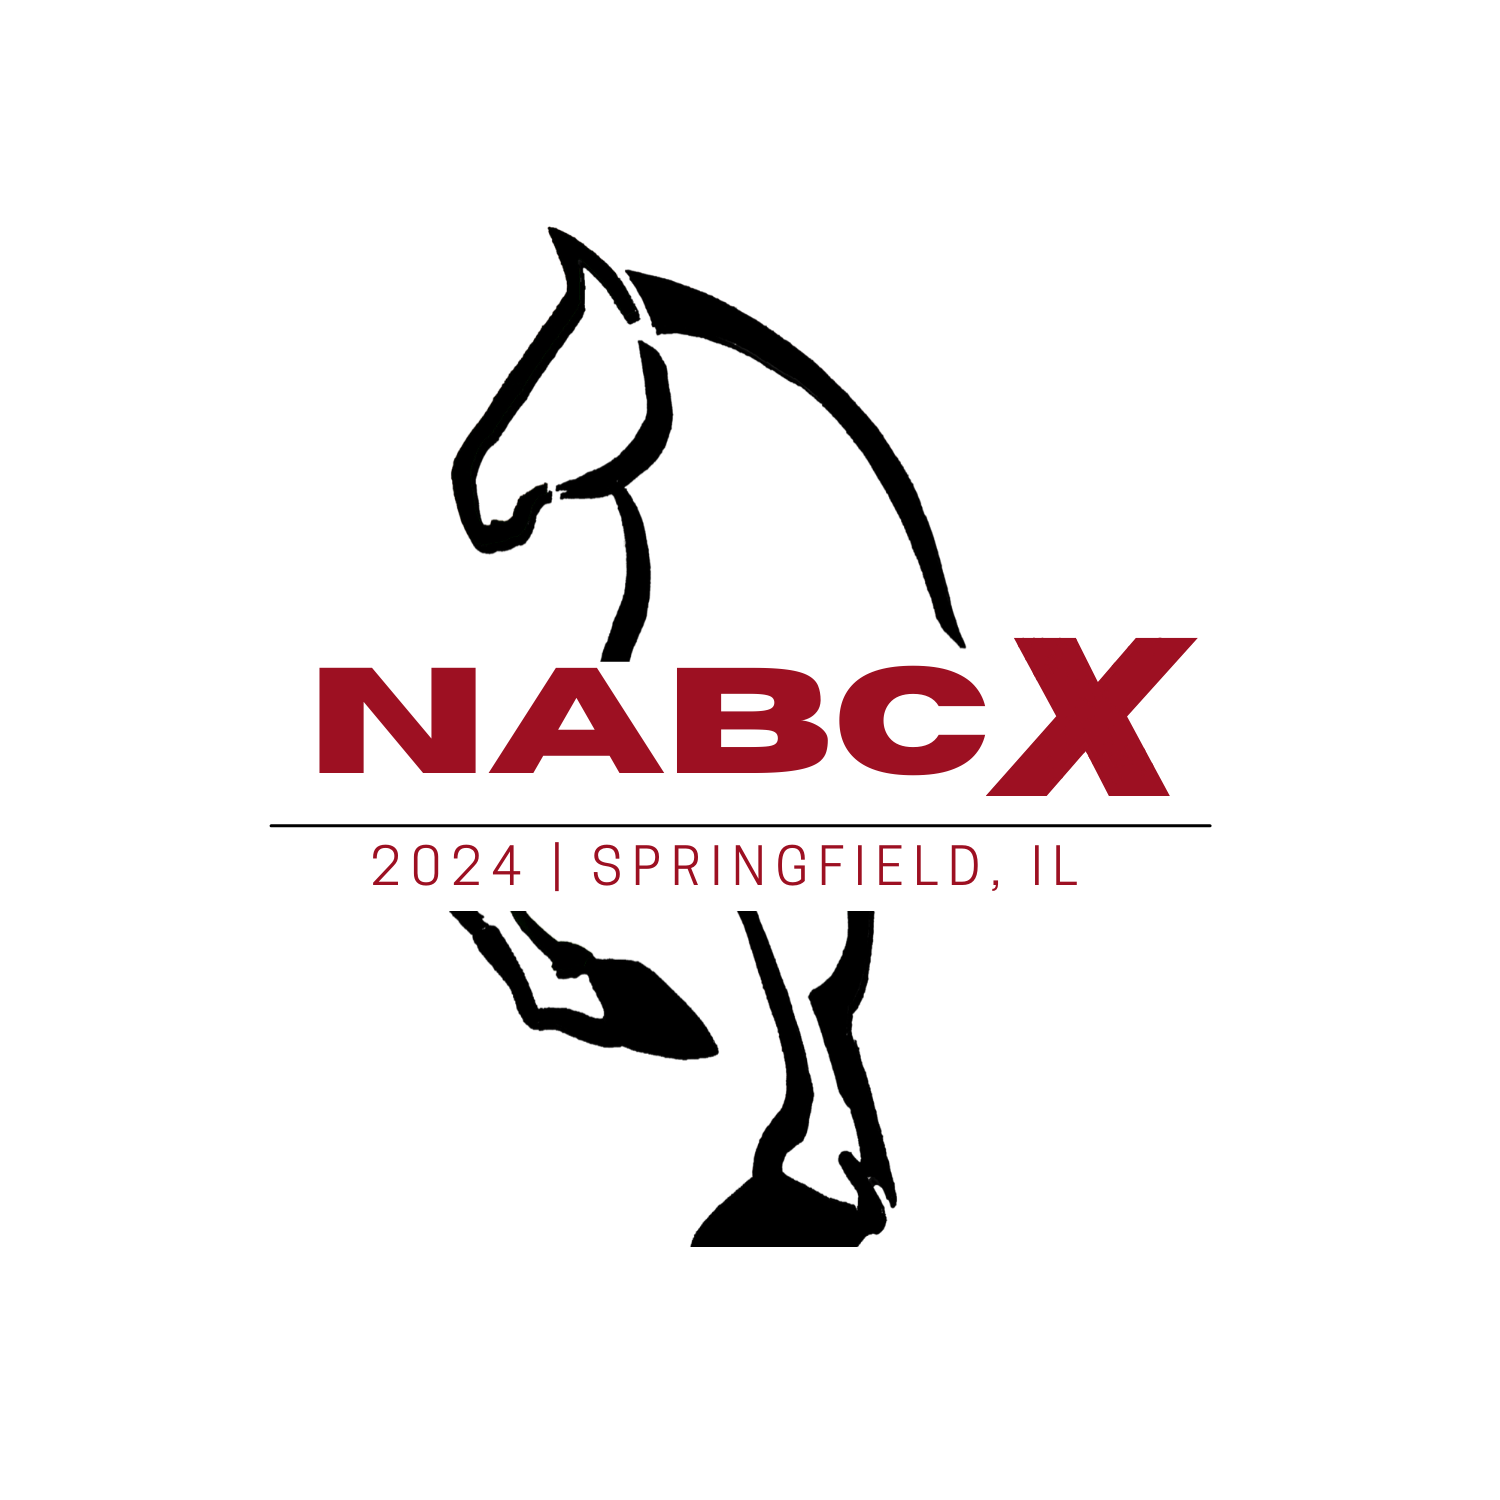 NABCX
2024 | SPRINGFIELD, IL